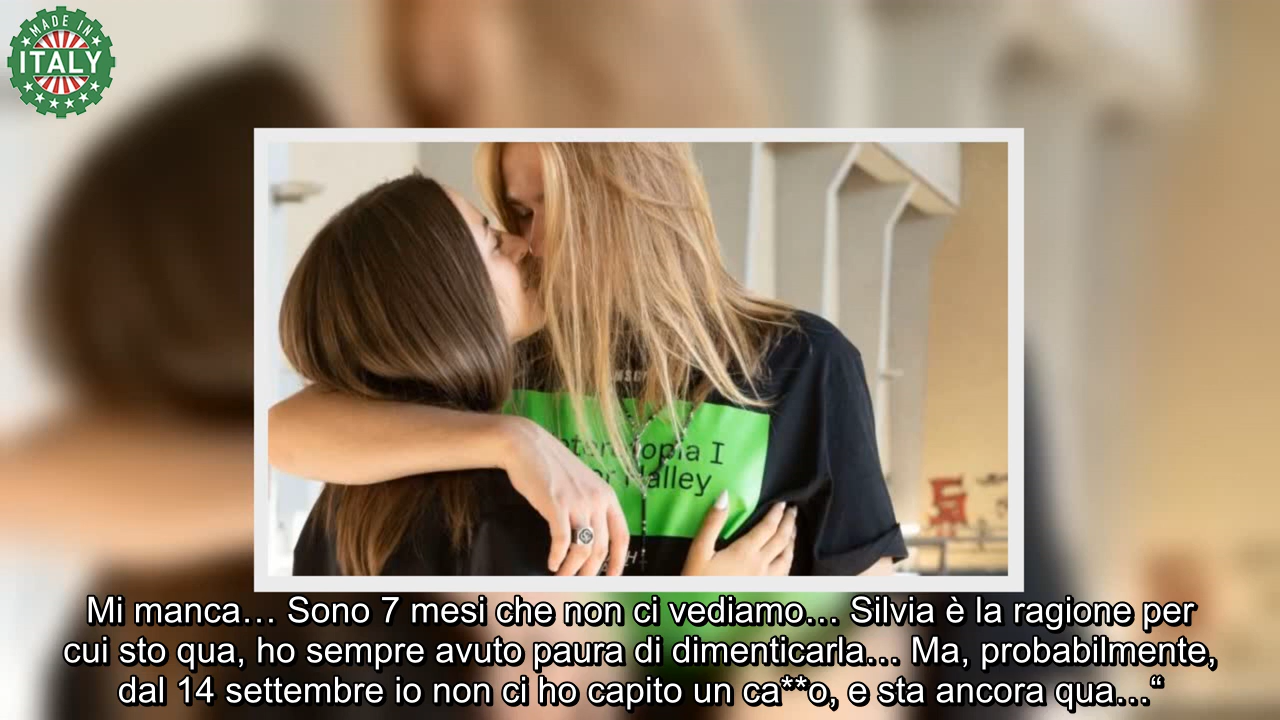 MADE IN
ITALY
opia I
alley
Mi manca… Sono 7 mesi che non ci vediamo… Silvia è la ragione per
cui sto qua, ho sempre avuto paura di dimenticarla… Ma, probabilmente,
dal 14 settembre io non ci ho capito un ca**o, e sta ancora qua…“